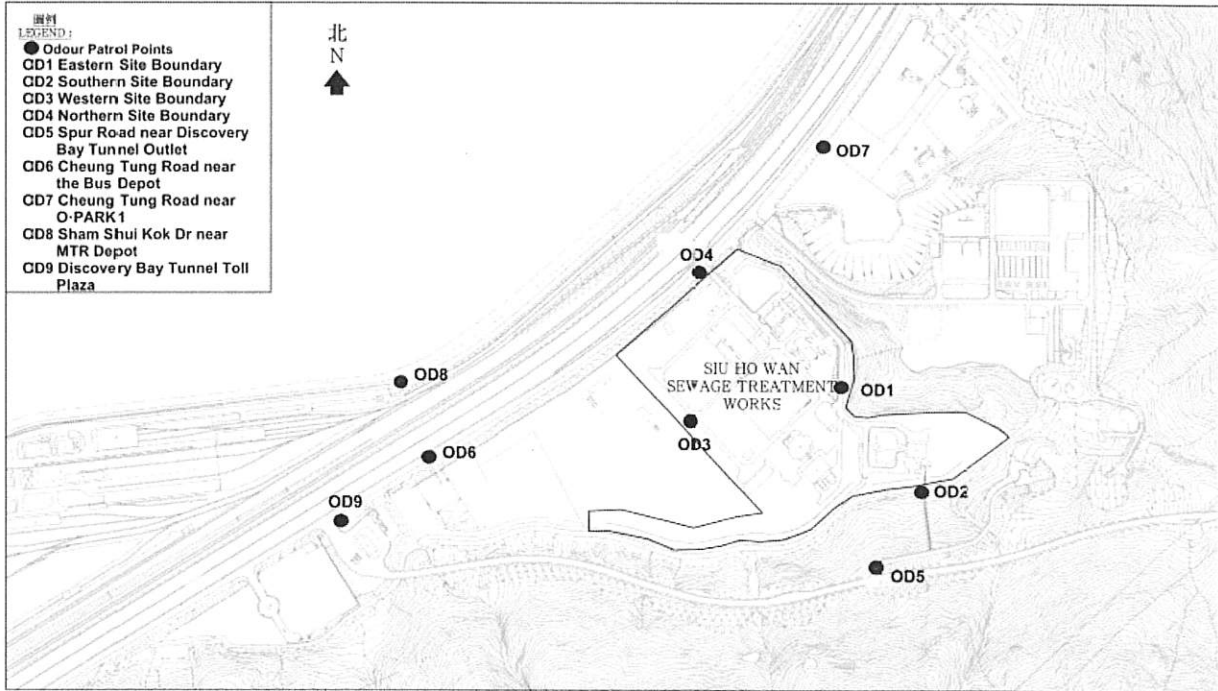 圖例
LEGEND :
Odour Patrol Points
OD1 Eastern Site Boundary
OD2 Southern Site Boundary
OD3 Western Site Boundary
OD4 Northern Site Boundary
OD5 Spur Road near Discovery
Bay Tunnel Outlet
OD6 Cheung Tung Road near
the Bus Depot
OD7 Cheung Tung Road near
O·PARK1
OD8 Sham Shui Kok Dr near
MTR Depot
OD9 Discovery Bay Tunnel Toll
Plaza
北
N
OD7
OD4
OD8
SIU HO WAN
SEWAGE TREATMENT
WORKS
OD1
OD3
OD6
OD2
OD9
OD5